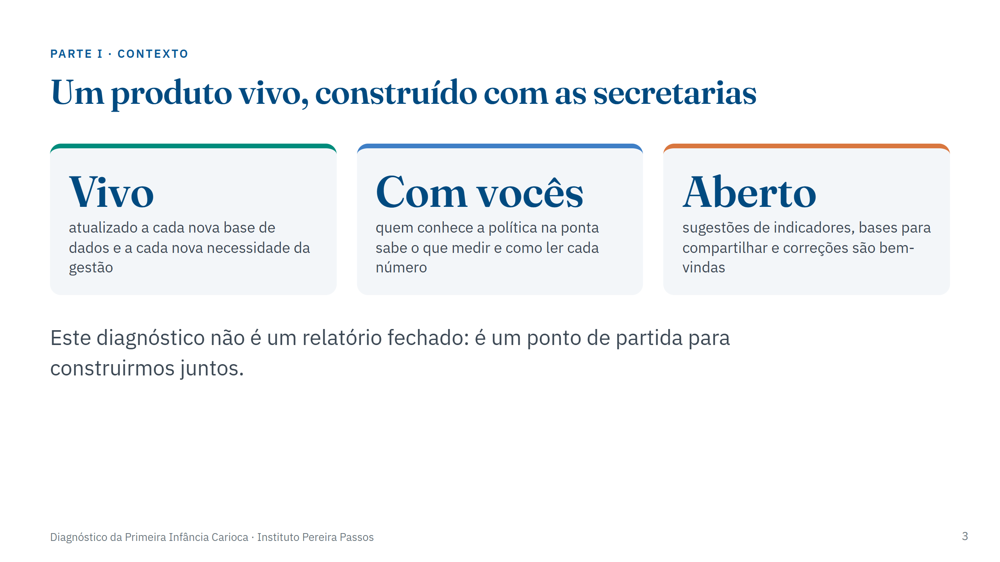 PARTE I · CONTEXTO
Um produto vivo, construído com as secretarias
Vivo
atualizado a cada nova base de
dados e a cada nova necessidade da
gestão
Com vocês
quem conhece a política na ponta
sabe o que medir e como ler cada
número
Aberto
sugestões de indicadores, bases para
compartilhar e correções são bem-
vindas
Este diagnóstico não é um relatório fechado: é um ponto de partida para
construirmos juntos.
Diagnóstico da Primeira Infância Carioca · Instituto Pereira Passos
3